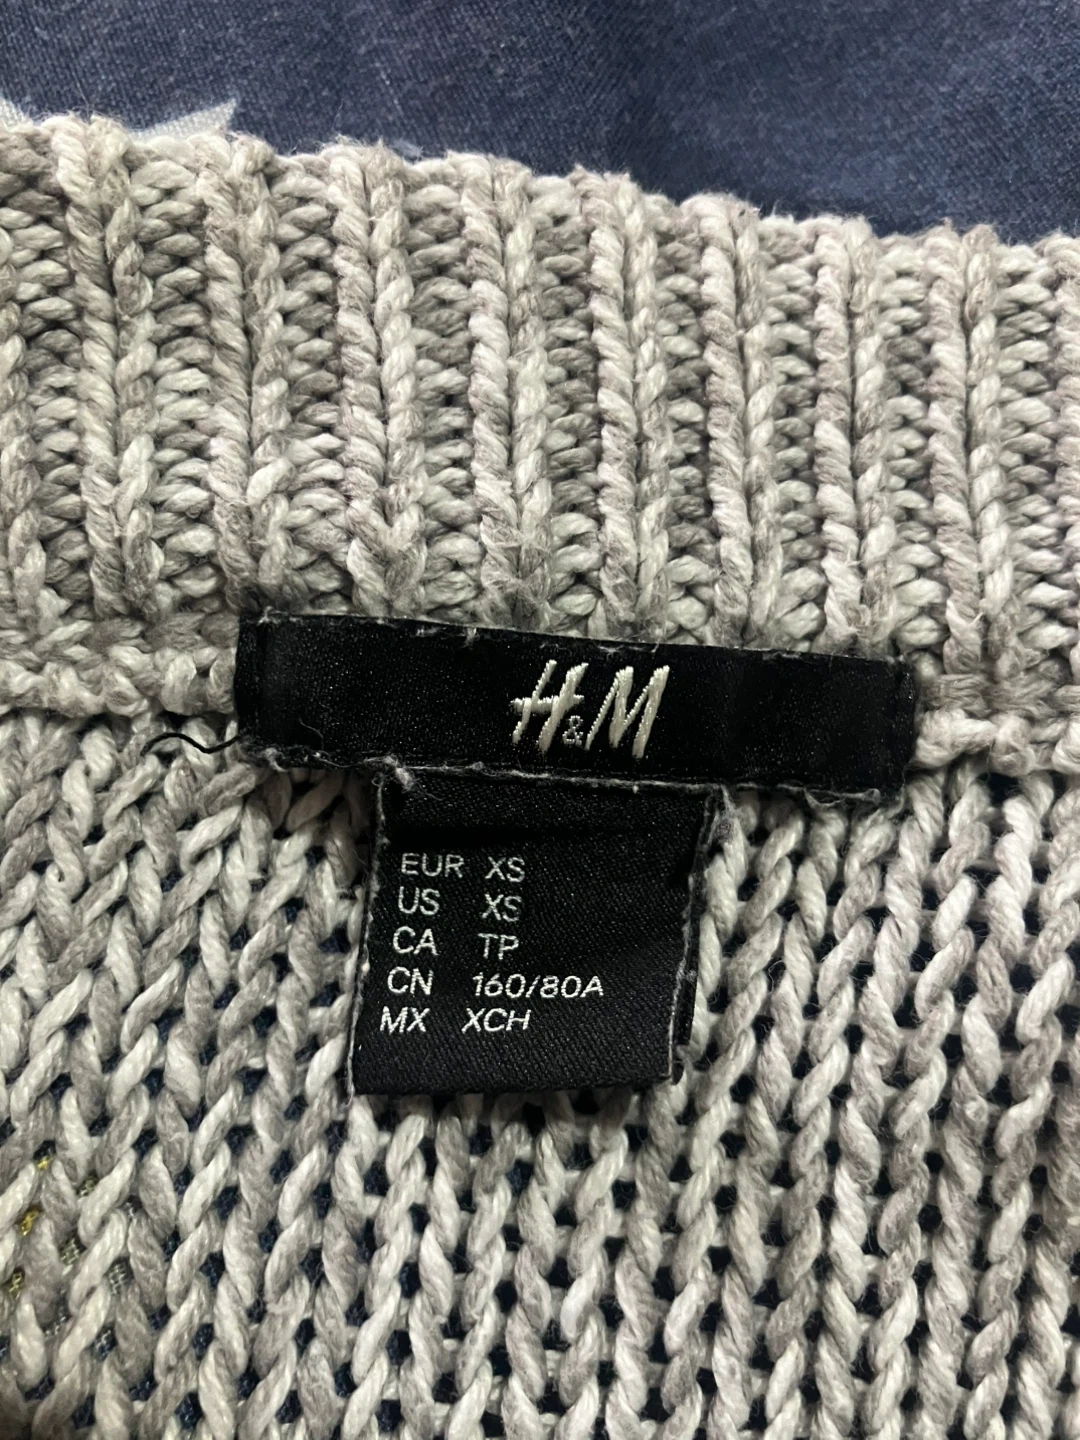 H&M
EUR XS
US XS
CA TP
CN 160/80A
MX XCH